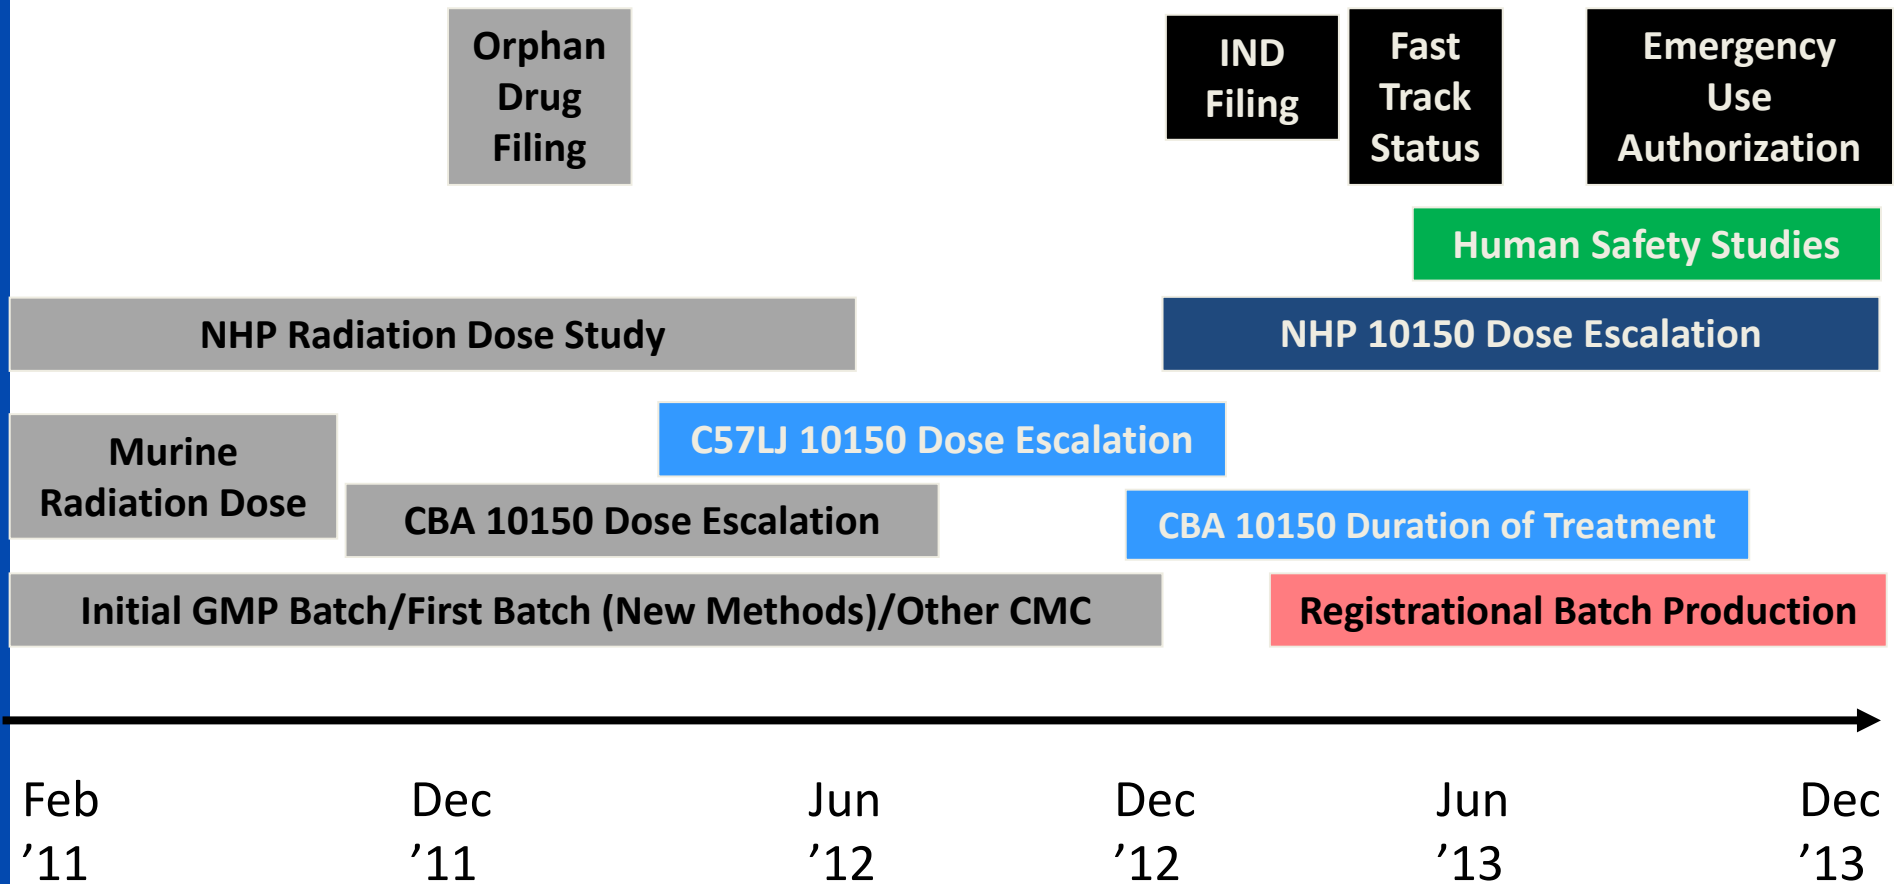 Orphan
Drug
Filing
IND
Filing
Fast
Track
Status
Emergency
Use
Authorization
Human Safety Studies
NHP Radiation Dose Study
NHP 10150 Dose Escalation
Murine
Radiation Dose
C57LJ 10150 Dose Escalation
CBA 10150 Dose Escalation
CBA 10150 Duration of Treatment
Initial GMP Batch/First Batch (New Methods)/Other CMC
Registrational Batch Production
Feb
’11
Dec
’11
Jun
’12
Dec
’12
Jun
’13
Dec
’13